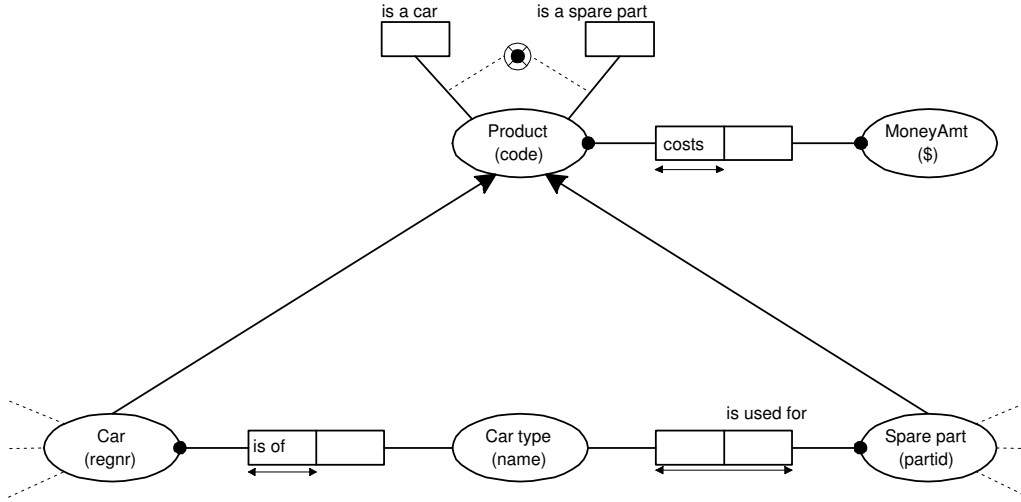 is a car
is a spare part
Product
(code)
costs
MoneyAmt
($)
Car
(regnr)
is of
Car type
(name)
is used for
Spare part
(partid)